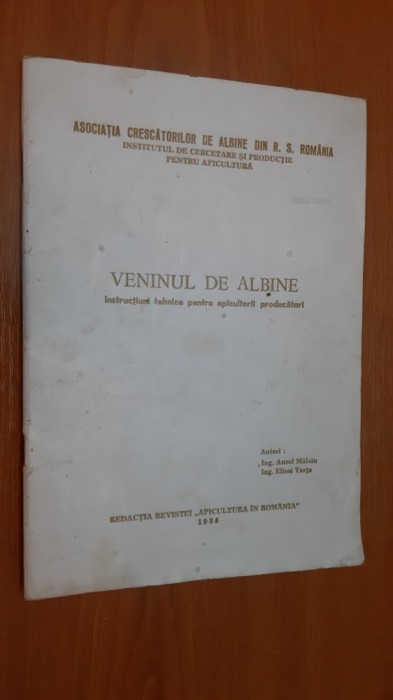 ASOCIAȚIA CRESCĂTORILOR DE ALBINE DIN R. S. ROMÂNIA
INSTITUTUL DE CERCETARE ȘI PRODUCȚIE
PENTRU APICULTURĂ
VENINUL DE ALBINE
Instrucțiuni tehnice pentru apicultorii producători
Autori :
Ing. Aurel Mălaiu
Ing. Elisei Tarța
REDACȚIA REVISTEI „APICULTURA ÎN ROMÂNIA"
1986